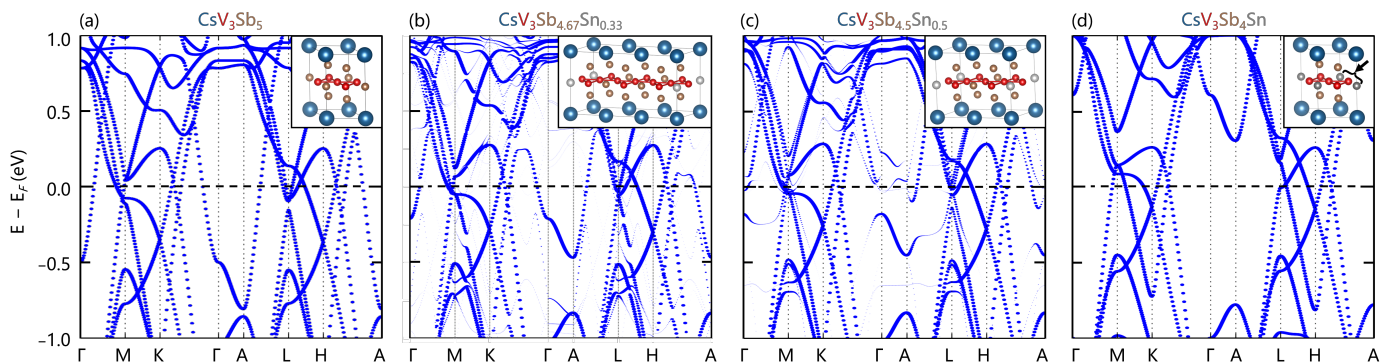 (a) CsV3Sb5
(b) CsV3Sb4.67Sn0.33
(c) CsV3Sb4.5Sn0.5
(d) CsV3Sb4Sn
E − EF (eV)
1.0
0.5
0.0
−0.5
-1.0
Γ M K Γ A L H A
Γ M K Γ A L H A
Γ M K Γ A L H A
Γ M K Γ A L H A